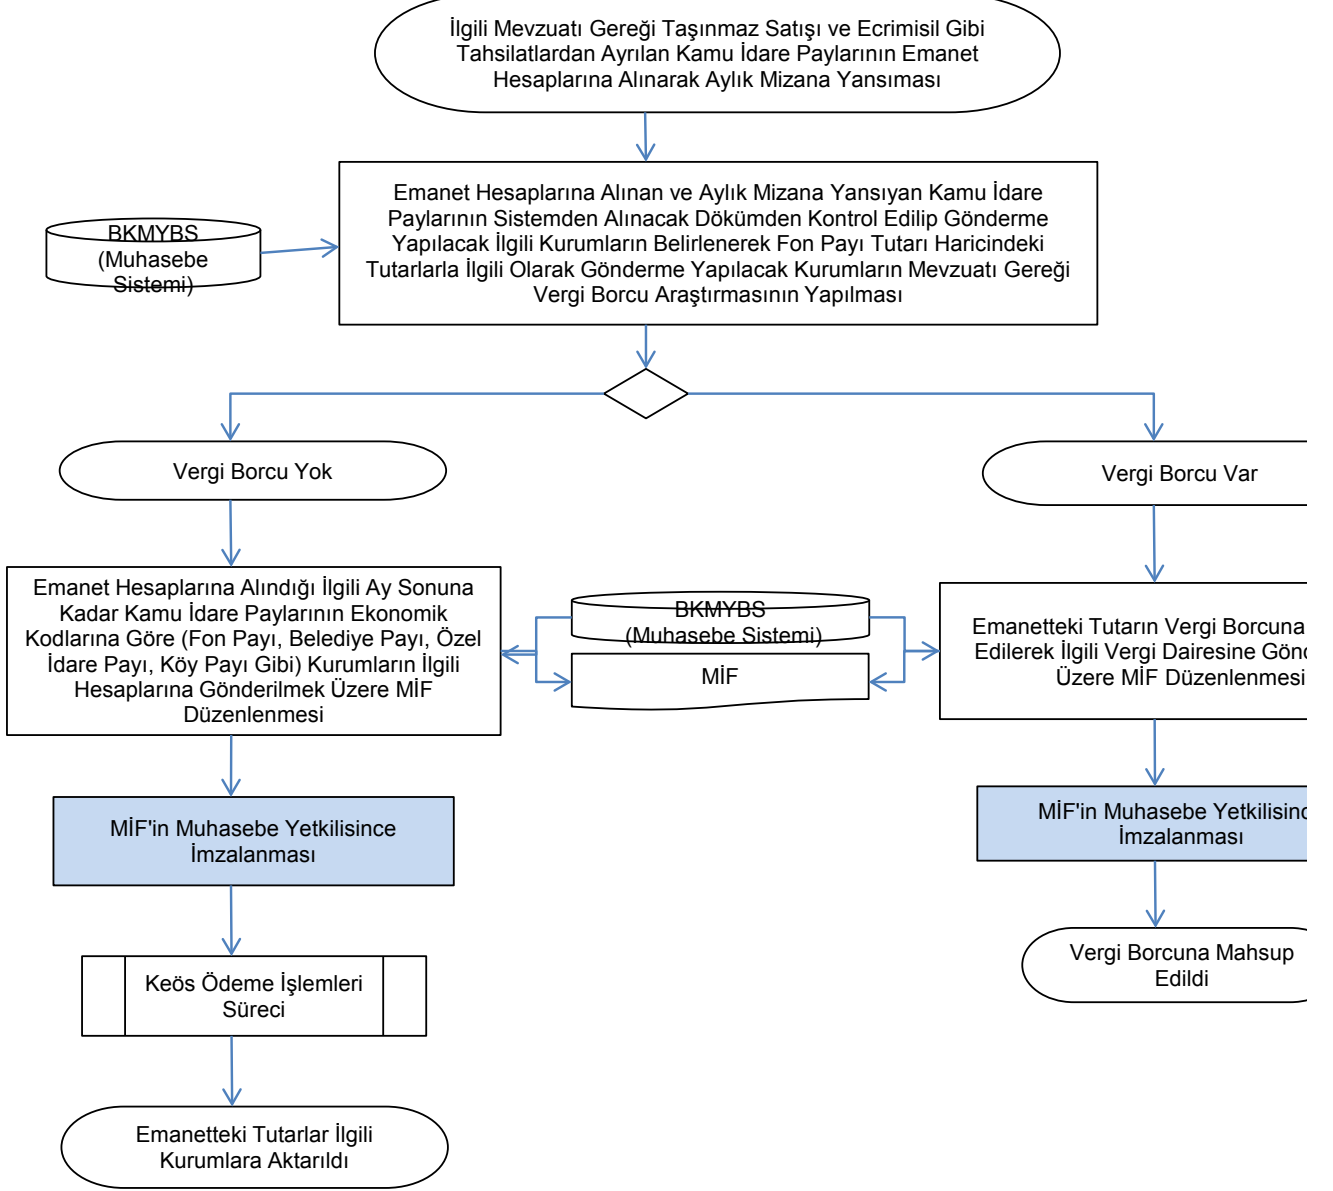 İlgili Mevzuatı Gereği Taşınmaz Satışı ve Ecrimisil Gibi
Tahsilatlardan Ayrılan Kamu İdare Paylarının Emanet
Hesaplarına Alınarak Aylık Mizana Yansıması
Emanet Hesaplarına Alınan ve Aylık Mizana Yansıyan Kamu İdare
Paylarının Sistemden Alınacak Dökümden Kontrol Edilip Gönderme
Yapılacak İlgili Kurumların Belirlenerek Fon Payı Tutarı Haricindeki
Tutarlarla İlgili Olarak Gönderme Yapılacak Kurumların Mevzuatı Gereği
Vergi Borcu Araştırmasının Yapılması
BKMYBS
(Muhasebe
Sistemi)
Vergi Borcu Yok
Vergi Borcu Var
Emanet Hesaplarına Alındığı İlgili Ay Sonuna
Kadar Kamu İdare Paylarının Ekonomik
Kodlarına Göre (Fon Payı, Belediye Payı, Özel
İdare Payı, Köy Payı Gibi) Kurumların İlgili
Hesaplarına Gönderilmek Üzere MİF
Düzenlenmesi
BKMYBS
(Muhasebe Sistemi)
MİF
Emanetteki Tutarın Vergi Borcuna
Edilerek İlgili Vergi Dairesine
Üzere MİF Düzenlenmesi
MİF'in Muhasebe Yetkilisince
İmzalanması
MİF'in Muhasebe
İmzalanması
Keös Ödeme İşlemleri
Süreci
Vergi Borcuna Mahsup
Edildi
Emanetteki Tutarlar İlgili
Kurumlara Aktarıldı